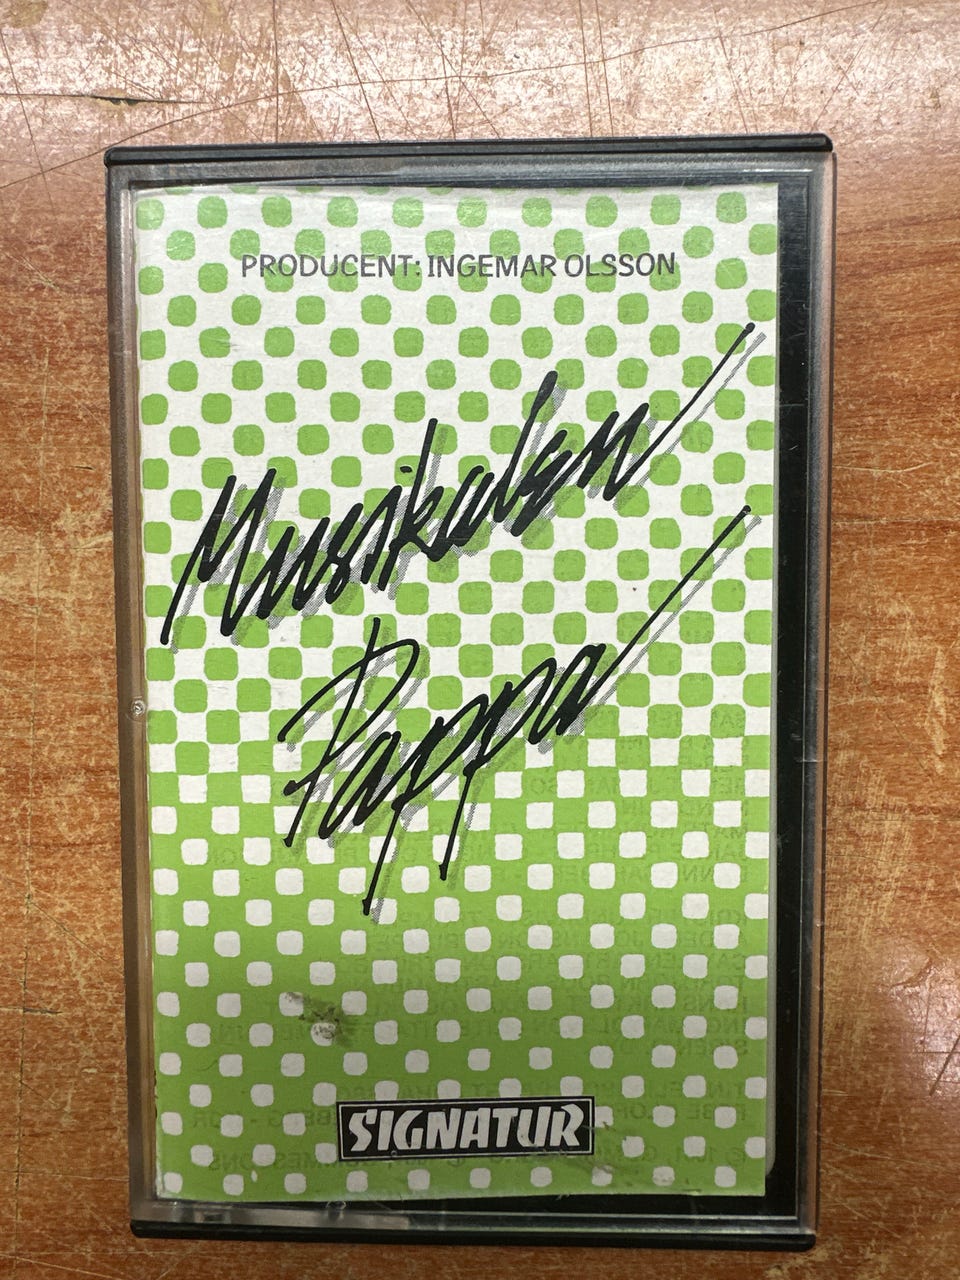 PRODUCENT: INGEMAR OLSSON
Musikalen
Pappa
SIGNATUR